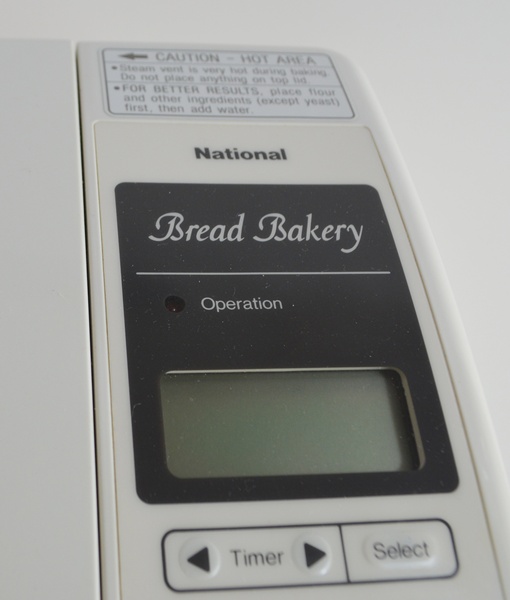 CAUTION - HOT AREA
• Steam vent is very hot during baking.
Do not place anything on top lid.
• FOR BETTER RESULTS, place flour
and other ingredients (except yeast)
first, then add water.
National
Bread Bakery
Operation
Timer Select